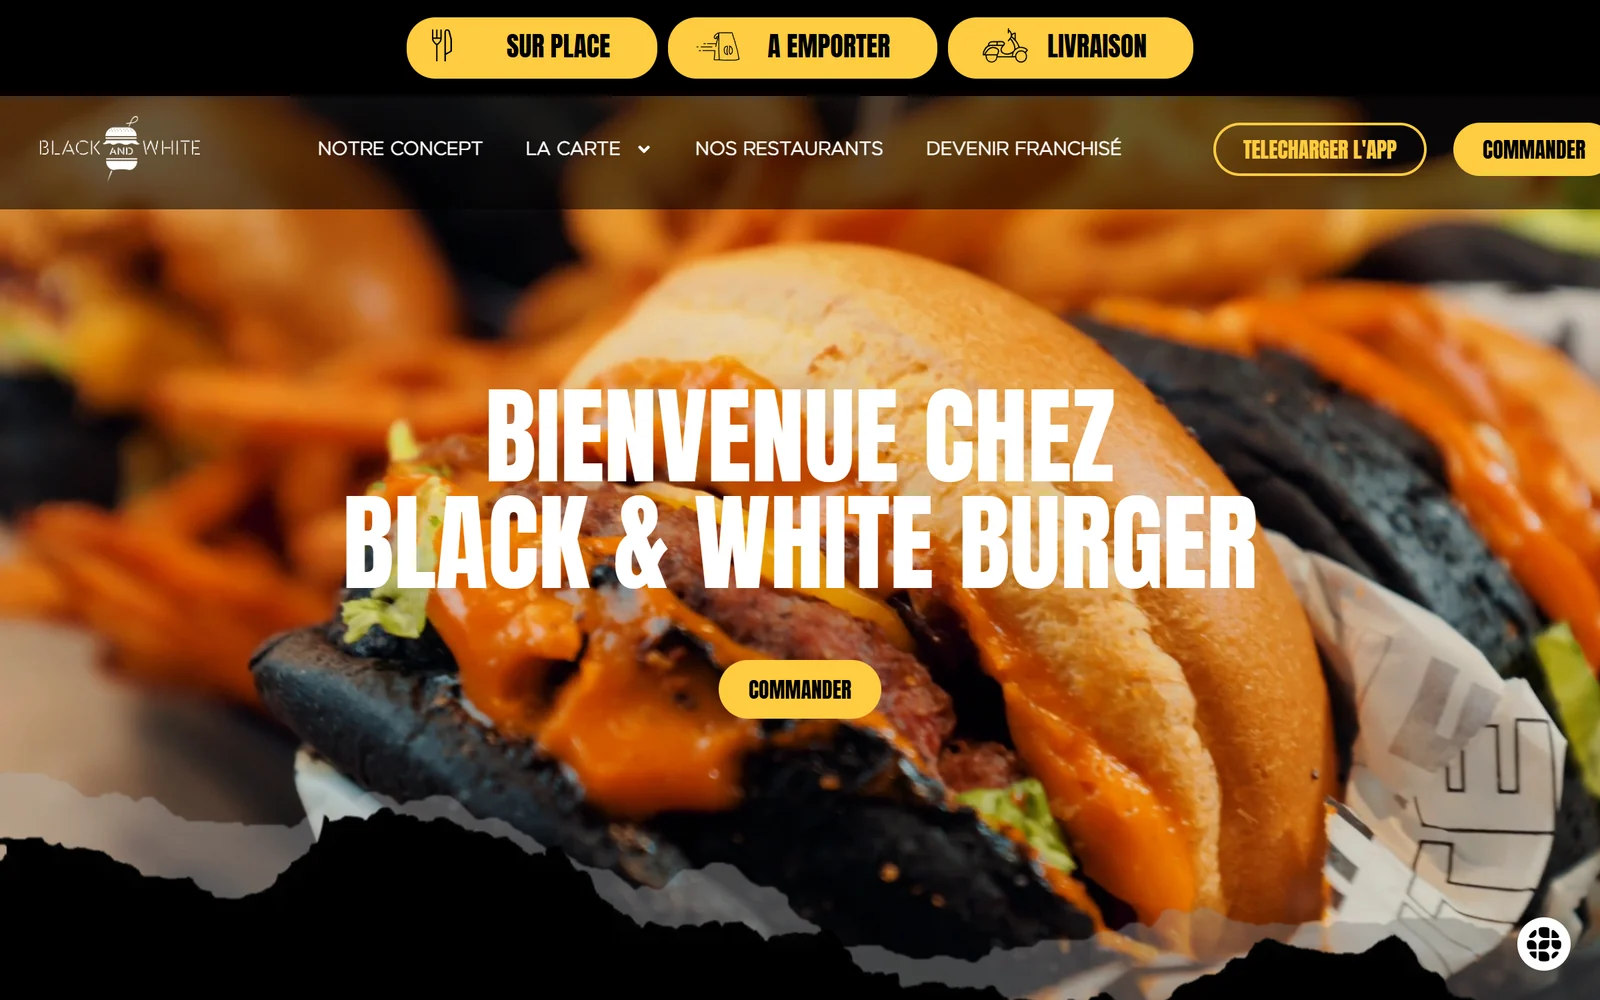 SUR PLACE
A EMPORTER
LIVRAISON
BLACK AND WHITE
NOTRE CONCEPT
LA CARTE
NOS RESTAURANTS
DEVENIR FRANCHISÉ
TELECHARGER L'APP
COMMANDER
BIENVENUE CHEZ
BLACK & WHITE BURGER
COMMANDER